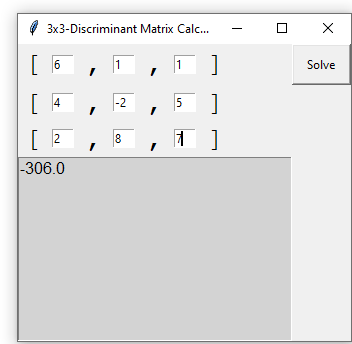 3x3-Discriminant Matrix Calc...
[ 6 , 1 , 1 ]
Solve
[ 4 , -2 , 5 ]
[ 2 , 8 , 7 ]
-306.0